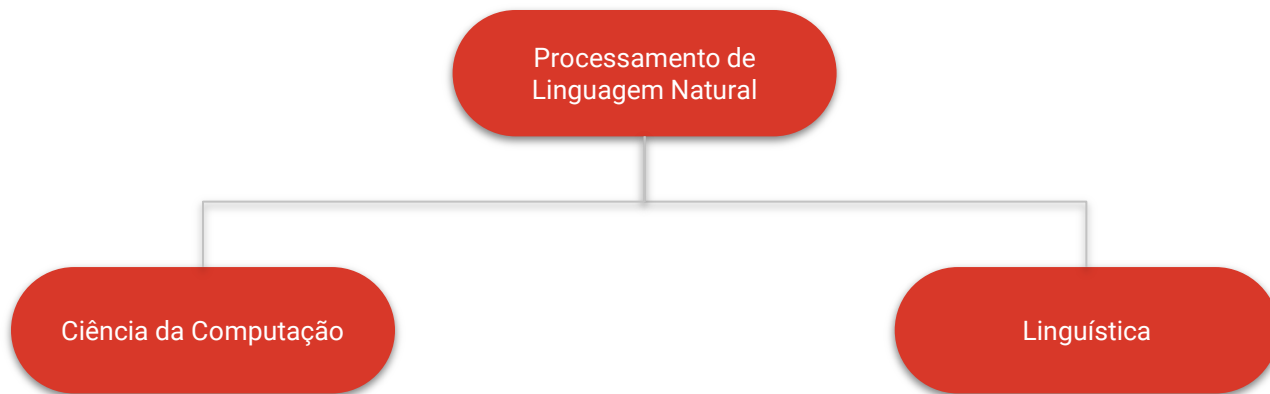 Processamento de
Linguagem Natural
Ciência da Computação
Linguística